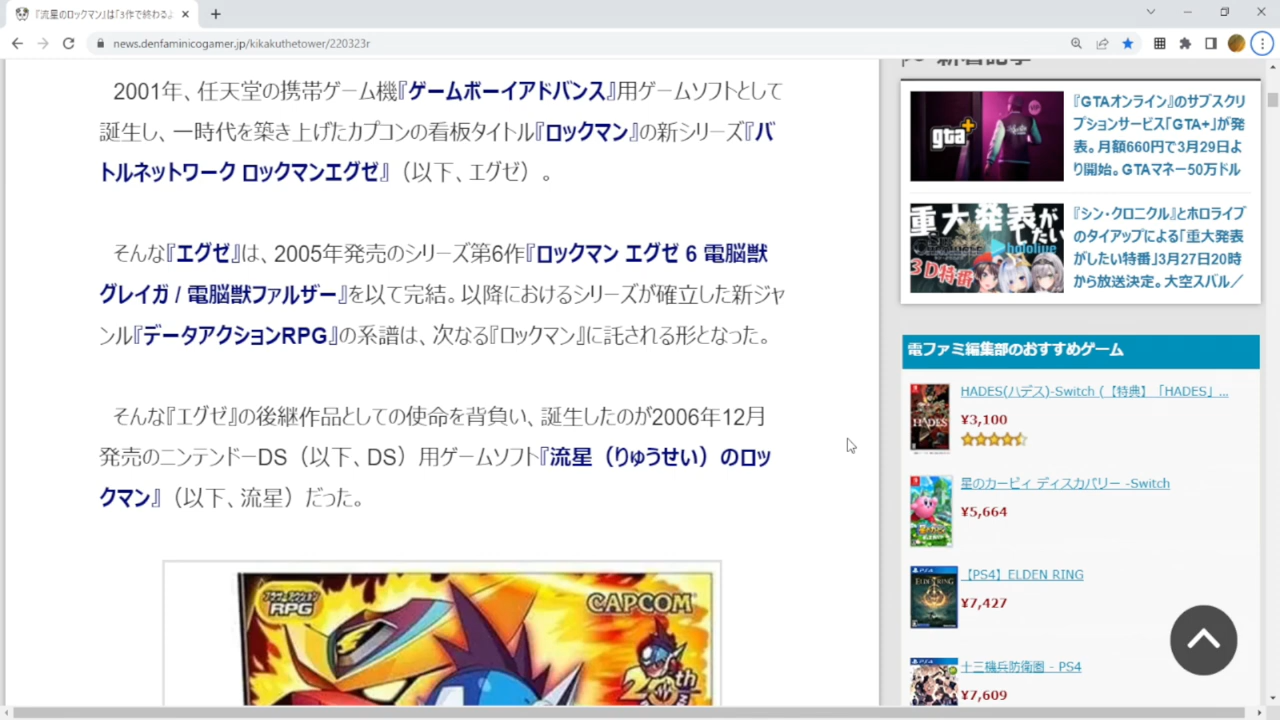 『流星のロックマン』は「3作で終わるよ
news.denfaminicogamer.jp/kikakuthetower/220323r
2001年、任天堂の携帯ゲーム機『ゲームボーイアドバンス』用ゲームソフトとして
誕生し、一時代を築き上げたカプコンの看板タイトル『ロックマン』の新シリーズ『バ
トルネットワーク ロックマンエグゼ』（以下、エグゼ）。
そんな『エグゼ』は、2005年発売のシリーズ第6作『ロックマン エグゼ 6 電脳獣
グレイガ / 電脳獣ファルザー』を以て完結。以降におけるシリーズが確立した新ジャ
ンル『データアクションRPG』の系譜は、次なる『ロックマン』に託される形となった。
そんな『エグゼ』の後継作品としての使命を背負い、誕生したのが2006年12月
発売のニンテンドーDS（以下、DS）用ゲームソフト『流星（りゅうせい）のロッ
クマン』（以下、流星）だった。
RPG
CAPCOM
20th
新着記事
gta+
『GTAオンライン』のサブスクリ
プションサービス「GTA+」が発
表。月額660円で3月29日よ
り開始。GTAマネー50万ドル
重大発表が
したい
hololive
3D特番
『シン・クロニクル』とホロライブ
のタイアップによる「重大発表
がしたい特番」3月27日20時
から放送決定。大空スバル／
電ファミ編集部のおすすめゲーム
HADES
HADES(ハデス)-Switch (【特典】「HADES」...
¥3,100
星のカービィ ディスカバリー -Switch
¥5,664
ELDEN RING
【PS4】ELDEN RING
¥7,427
十三機兵防衛圏 - PS4
¥7,609